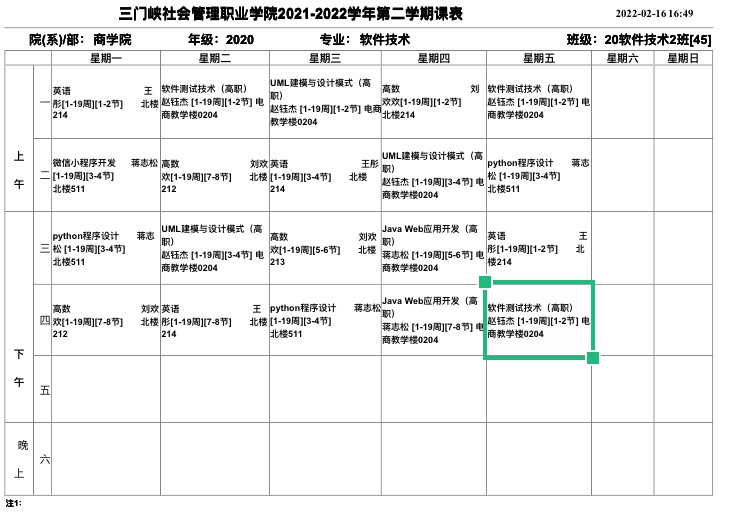 三门峡社会管理职业学院2021-2022学年第二学期课表
2022-02-16 16:49
院(系)/部：商学院 年级：2020 专业：软件技术 班级：20软件技术2班[45]
星期一 星期二 星期三 星期四 星期五 星期六 星期日
上午
一
英语 王
彤[1-19周][1-2节] 北楼
214
软件测试技术（高职）
赵钰杰 [1-19周][1-2节] 电
商教学楼0204
UML建模与设计模式（高
职）
赵钰杰 [1-19周][1-2节] 电商
教学楼0204
高数 刘
欢欢[1-19周][1-2节]
北楼214
软件测试技术（高职）
赵钰杰 [1-19周][1-2节] 电
商教学楼0204
二
微信小程序开发 蒋志松
[1-19周][3-4节]
北楼511
高数 刘欢
欢[1-19周][7-8节] 北楼
212
英语 王彤
[1-19周][3-4节] 北楼
214
UML建模与设计模式（高
职）
赵钰杰 [1-19周][3-4节] 电
商教学楼0204
python程序设计 蒋志
松 [1-19周][3-4节]
北楼511
下午
三
python程序设计 蒋志
松 [1-19周][3-4节]
北楼511
UML建模与设计模式（高
职）
赵钰杰 [1-19周][3-4节] 电
商教学楼0204
高数 刘欢
欢[1-19周][5-6节] 北楼
213
Java Web应用开发（高
职）
蒋志松 [1-19周][5-6节] 电
商教学楼0204
英语 王
彤[1-19周][1-2节] 北
楼214
四
高数 刘欢
欢[1-19周][7-8节] 北楼
212
英语 王
彤[1-19周][7-8节] 北楼
214
python程序设计 蒋志松
[1-19周][3-4节]
北楼511
Java Web应用开发（高
职）
蒋志松 [1-19周][7-8节] 电
商教学楼0204
软件测试技术（高职）
赵钰杰 [1-19周][1-2节] 电
商教学楼0204
五
晚上
六
注1：